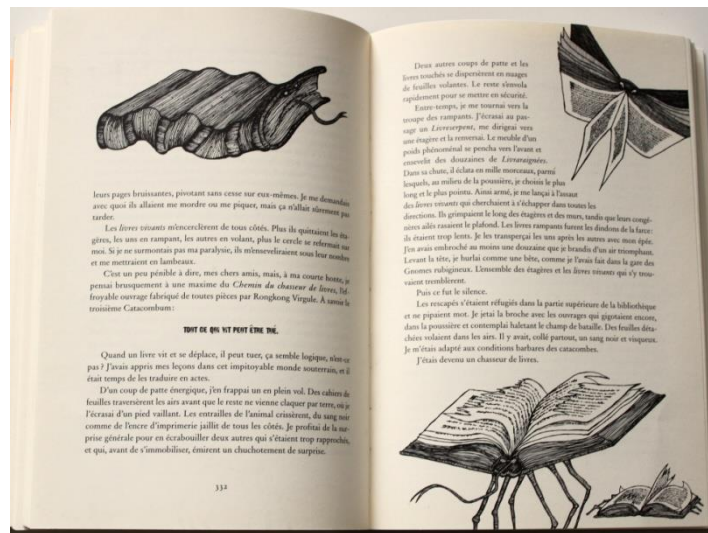 leurs pages bruissantes, pivotant sans cesse sur eux-mêmes. Je me demandais
avec quoi ils allaient me mordre ou me piquer, mais ça n'allait sûrement pas
tarder.
Les livres vivants m'encerclèrent de tous côtés. Plus ils quittaient les éta-
gères, les uns en rampant, les autres en volant, plus le cercle se refermait sur
moi. Si je ne surmontais pas ma paralysie, ils m'enseveliraient sous leur nombre
et me mettraient en lambeaux.
C'est un peu pénible à dire, mes chers amis, mais, à ma courte honte, je
pensai brusquement à une maxime du Chemin du chasseur de livres, l'ef-
froyable ouvrage fabriqué de toutes pièces par Rongkong Virgule. À savoir le
troisième Catacombum :
TOUT CE QUI VIT PEUT ÊTRE TUÉ.
Quand un livre vit et se déplace, il peut tuer, ça semble logique, n'est-ce
pas ? J'avais appris mes leçons dans cet impitoyable monde souterrain, et il
était temps de les traduire en actes.
D'un coup de patte énergique, j'en frappai un en plein vol. Des cahiers de
feuilles traversèrent les airs avant que le reste ne vienne claquer par terre, où je
l'écrasai d'un pied vaillant. Les entrailles de l'animal crissèrent, du sang noir
comme de l'encre d'imprimerie jaillit de tous les côtés. Je profitai de la sur-
prise générale pour en écrabouiller deux autres qui s'étaient trop rapprochés,
et qui, avant de s'immobiliser, émirent un chuchotement de surprise.
332
Deux autres coups de patte et les
livres touchés se dispersèrent en nuages
de feuilles volantes. Le reste s'envola
rapidement pour se mettre en sécurité.
Entre-temps, je me tournai vers la
troupe des rampants. J'écrasai au pas-
sage un Livreserpent, me dirigeai vers
une étagère et la renversai. Le meuble d'un
poids phénoménal se pencha vers l'avant et
ensevelit des douzaines de Livraraignées.
Dans sa chute, il éclata en mille morceaux, parmi
lesquels, au milieu de la poussière, je choisis le plus
long et le plus pointu. Ainsi armé, je me lançai à l'assaut
des livres vivants qui cherchaient à s'échapper dans toutes les
directions. Ils grimpaient le long des étagères et des murs, tandis que leurs congé-
nères ailés rasaient le plafond. Les livres rampants furent les dindons de la farce :
ils étaient trop lents. Je les transperçai les uns après les autres avec mon épée.
J'en avais embroché au moins une douzaine que je brandis d'un air triomphant.
Levant la tête, je hurlai comme une bête, comme je l'avais fait dans la gare des
Gnomes rubigineux. L'ensemble des étagères et les livres vivants qui s'y trou-
vaient tremblèrent.
Puis ce fut le silence.
Les rescapés s'étaient réfugiés dans la partie supérieure de la bibliothèque
et ne pipaient mot. Je jetai la broche avec les ouvrages qui gigotaient encore,
dans la poussière et contemplai haletant le champ de bataille. Des feuilles déta-
chées volaient dans les airs. Il y avait, collé partout, un sang noir et visqueux.
Je m'étais adapté aux conditions barbares des catacombes.
J'étais devenu un chasseur de livres.